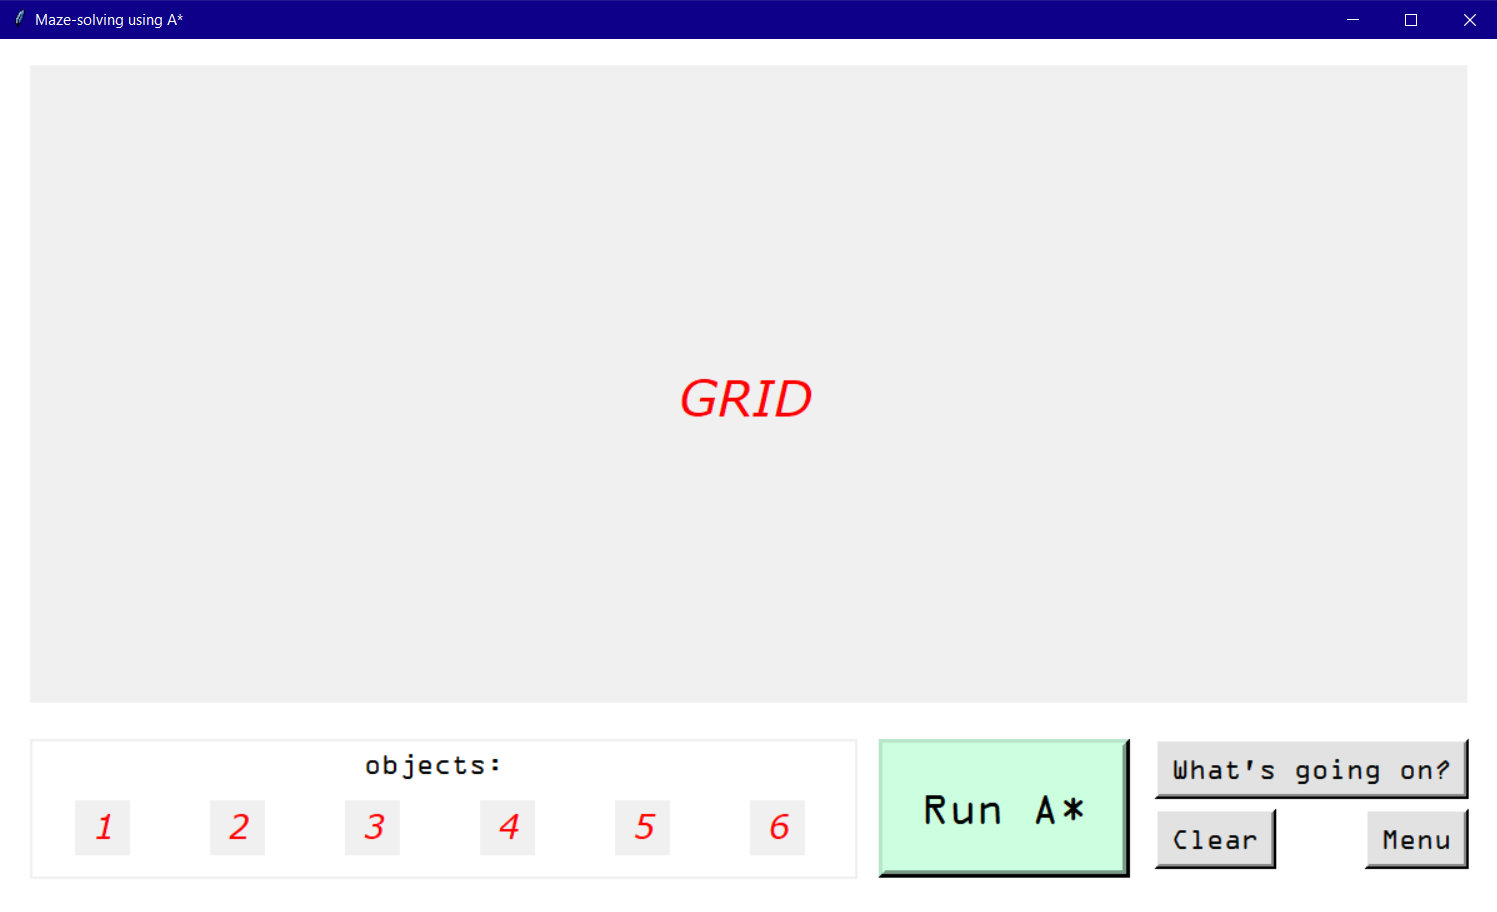 Maze-solving using A*
GRID
objects:
1 2 3 4 5 6
Run A*
What's going on?
Clear
Menu